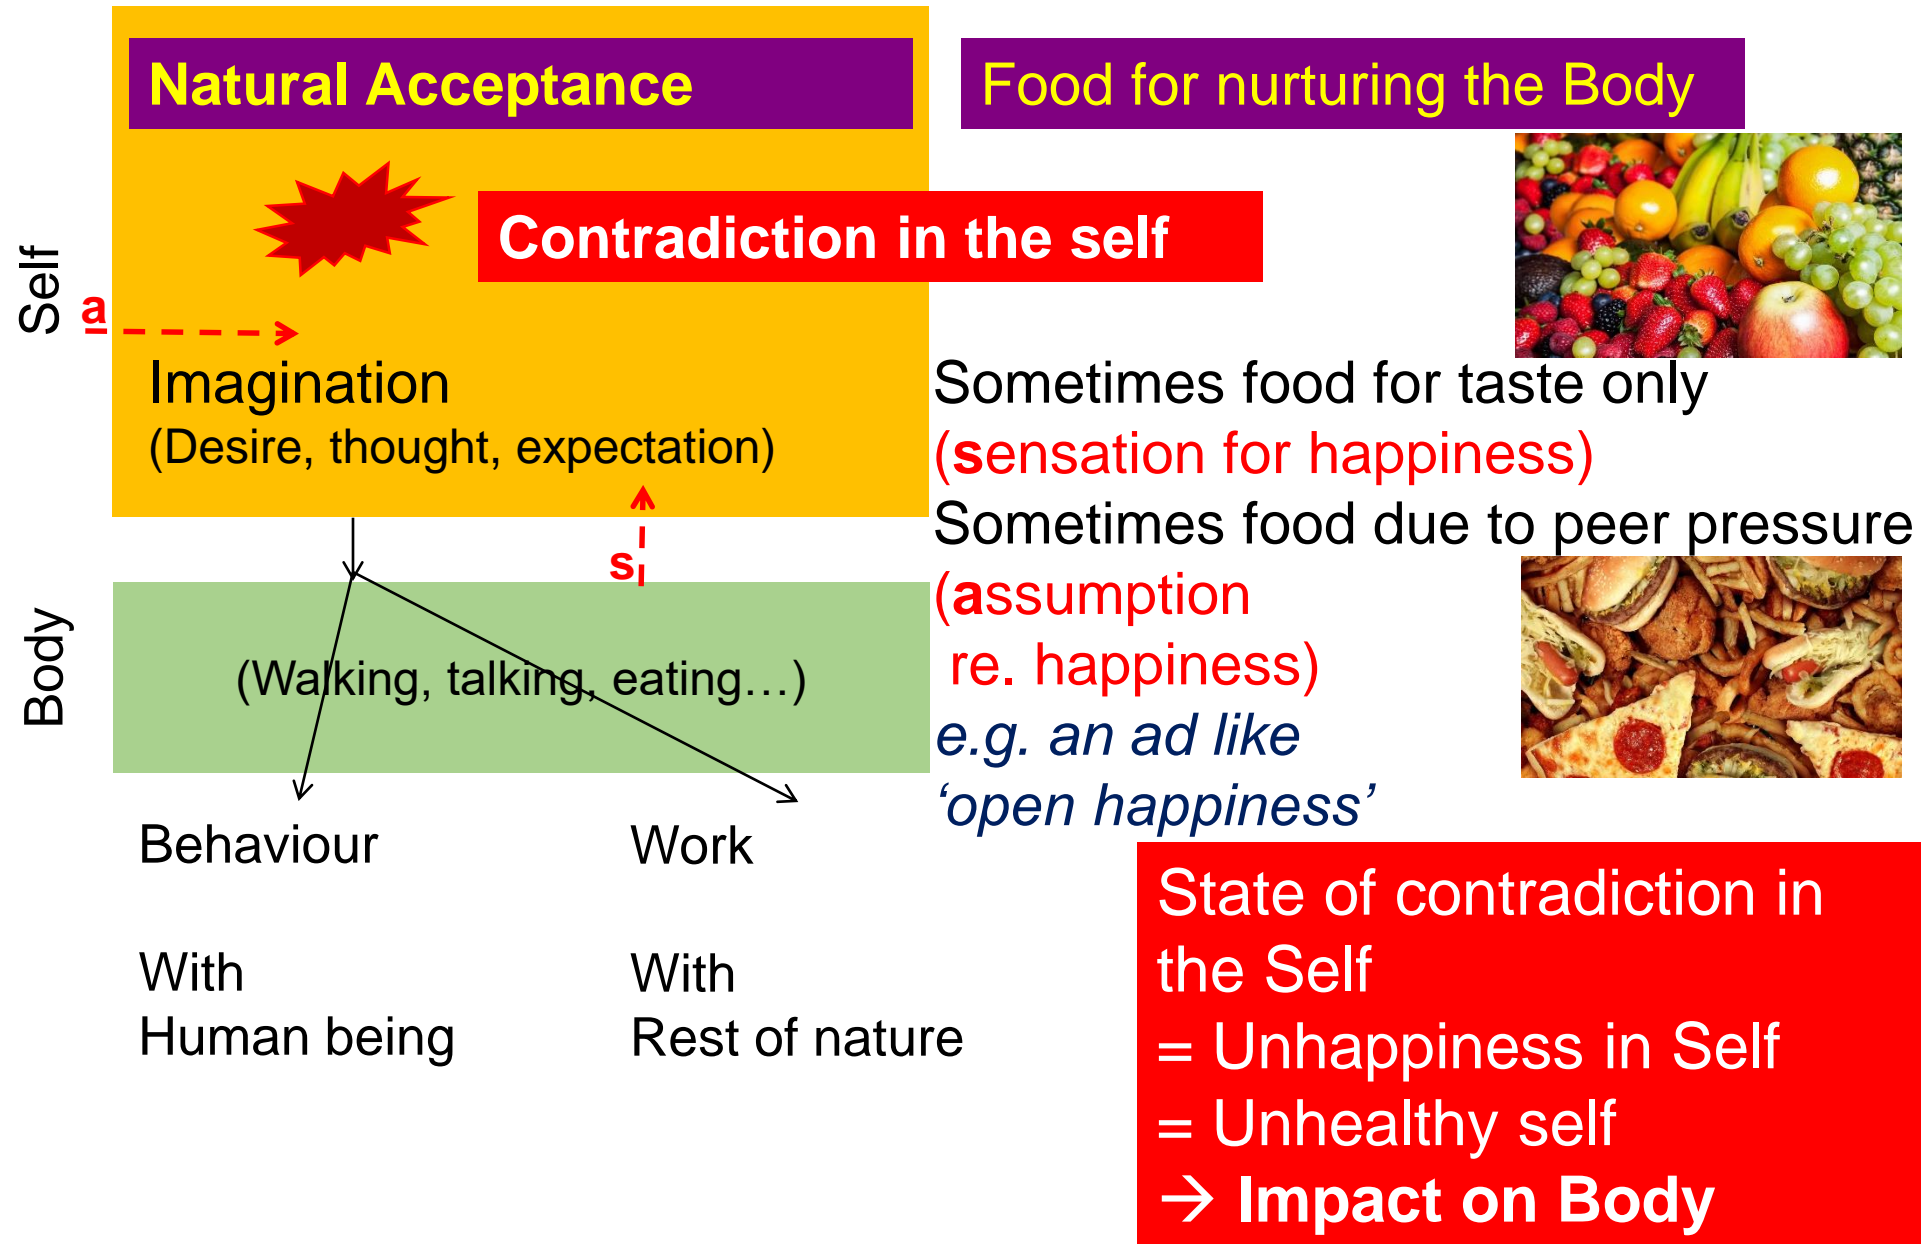 Natural Acceptance
Food for nurturing the Body
Contradiction in the self
Self
a
Imagination
(Desire, thought, expectation)
Sometimes food for taste only
(sensation for happiness)
Sometimes food due to peer pressure
(assumption
re. happiness)
e.g. an ad like
‘open happiness’
s
Body
(Walking, talking, eating…)
Behaviour
Work
With
Human being
With
Rest of nature
State of contradiction in
the Self
= Unhappiness in Self
= Unhealthy self
→ Impact on Body